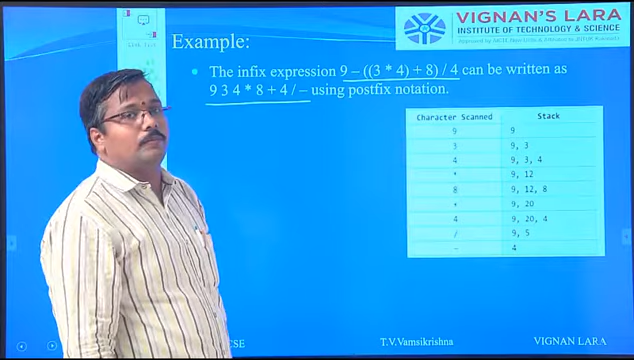 VIGNAN'S LARA
INSTITUTE OF TECHNOLOGY & SCIENCE
Example:
• The infix expression 9 – ((3 * 4) + 8) / 4 can be written as
9 3 4 * 8 + 4 / – using postfix notation.
Character Scanned Stack
9 9
3 9, 3
4 9, 3, 4
* 9, 12
8 9, 12, 8
+ 9, 20
4 9, 20, 4
/ 9, 5
– 4
CSE T.V.Vamsikrishna VIGNAN LARA